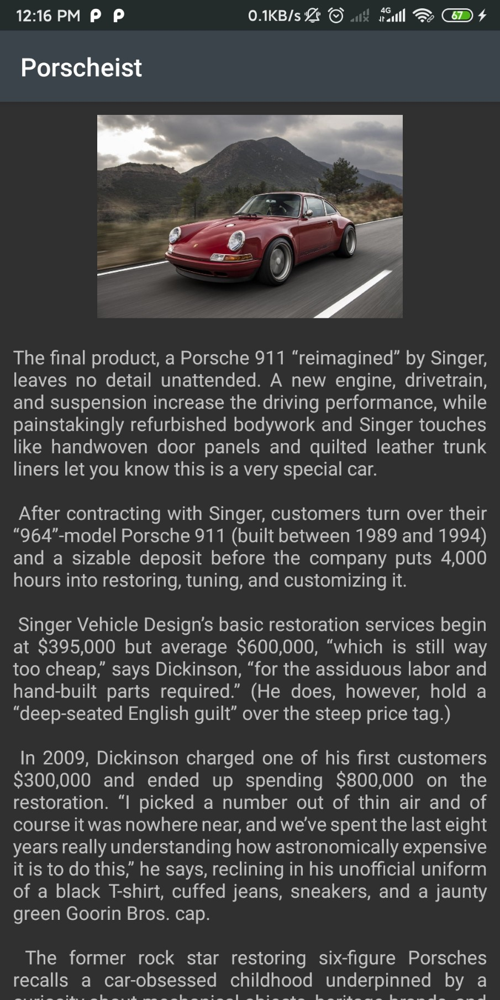 12:16 PM
0.1KB/s
4G
67
Porscheist
The final product, a Porsche 911 “reimagined” by Singer,
leaves no detail unattended. A new engine, drivetrain,
and suspension increase the driving performance, while
painstakingly refurbished bodywork and Singer touches
like handwoven door panels and quilted leather trunk
liners let you know this is a very special car.
After contracting with Singer, customers turn over their
“964”-model Porsche 911 (built between 1989 and 1994)
and a sizable deposit before the company puts 4,000
hours into restoring, tuning, and customizing it.
Singer Vehicle Design’s basic restoration services begin
at $395,000 but average $600,000, “which is still way
too cheap,” says Dickinson, “for the assiduous labor and
hand-built parts required.” (He does, however, hold a
“deep-seated English guilt” over the steep price tag.)
In 2009, Dickinson charged one of his first customers
$300,000 and ended up spending $800,000 on the
restoration. “I picked a number out of thin air and of
course it was nowhere near, and we’ve spent the last eight
years really understanding how astronomically expensive
it is to do this,” he says, reclining in his unofficial uniform
of a black T-shirt, cuffed jeans, sneakers, and a jaunty
green Goorin Bros. cap.
The former rock star restoring six-figure Porsches
recalls a car-obsessed childhood underpinned by a
curiosity about mechanical objects, heritage brands, and